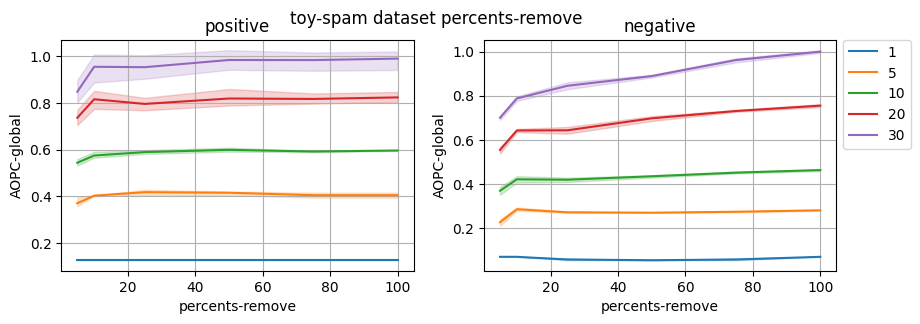 toy-spam dataset percents-remove
positive
AOPC-global
1.0
0.8
0.6
0.4
0.2
20 40 60 80 100
percents-remove
negative
AOPC-global
1.0
0.8
0.6
0.4
0.2
20 40 60 80 100
percents-remove
1
5
10
20
30